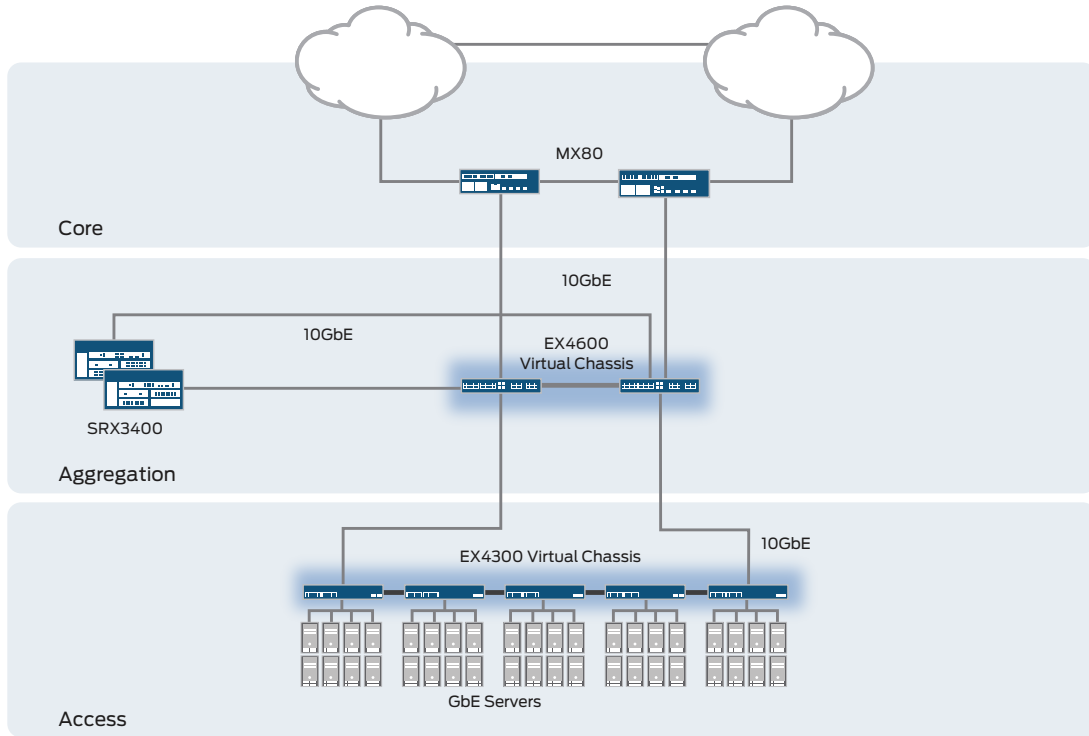 MX80
Core
10GbE
10GbE
EX4600
Virtual Chassis
SRX3400
Aggregation
10GbE
EX4300 Virtual Chassis
GbE Servers
Access